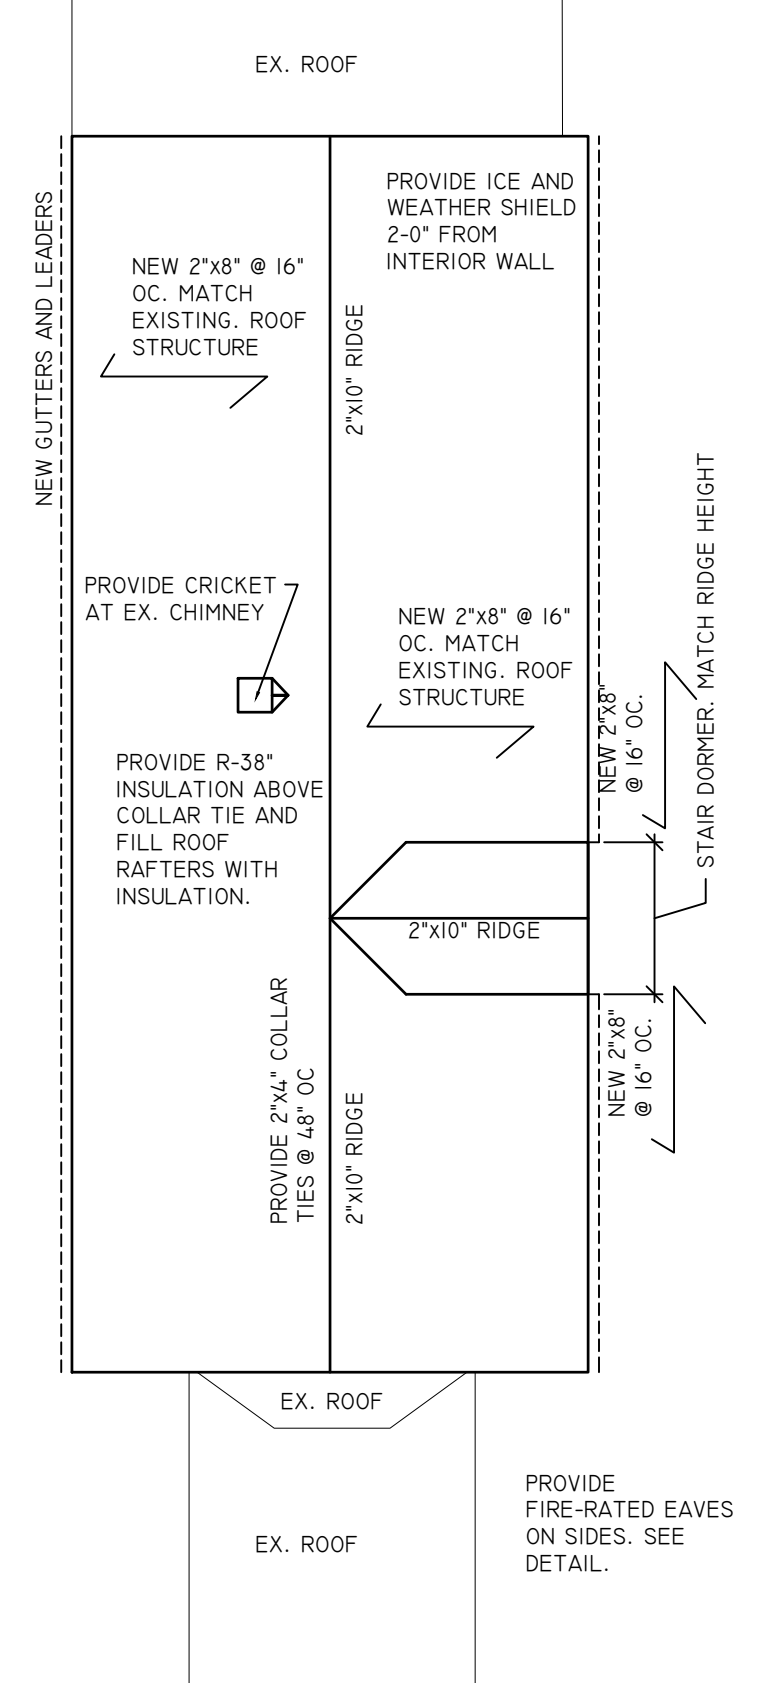 EX. ROOF
PROVIDE ICE AND
WEATHER SHIELD
2-0" FROM
INTERIOR WALL
NEW GUTTERS AND LEADERS
NEW 2"x8" @ 16"
OC. MATCH
EXISTING. ROOF
STRUCTURE
2"x10" RIDGE
PROVIDE CRICKET
AT EX. CHIMNEY
NEW 2"x8" @ 16"
OC. MATCH
EXISTING. ROOF
STRUCTURE
STAIR DORMER. MATCH RIDGE HEIGHT
NEW 2"x8"
@ 16" OC.
PROVIDE R-38"
INSULATION ABOVE
COLLAR TIE AND
FILL ROOF
RAFTERS WITH
INSULATION.
2"x10" RIDGE
PROVIDE 2"x4" COLLAR
TIES @ 48" OC
2"x10" RIDGE
NEW 2"x8"
@ 16" OC.
EX. ROOF
PROVIDE
FIRE-RATED EAVES
ON SIDES. SEE
DETAIL.
EX. ROOF